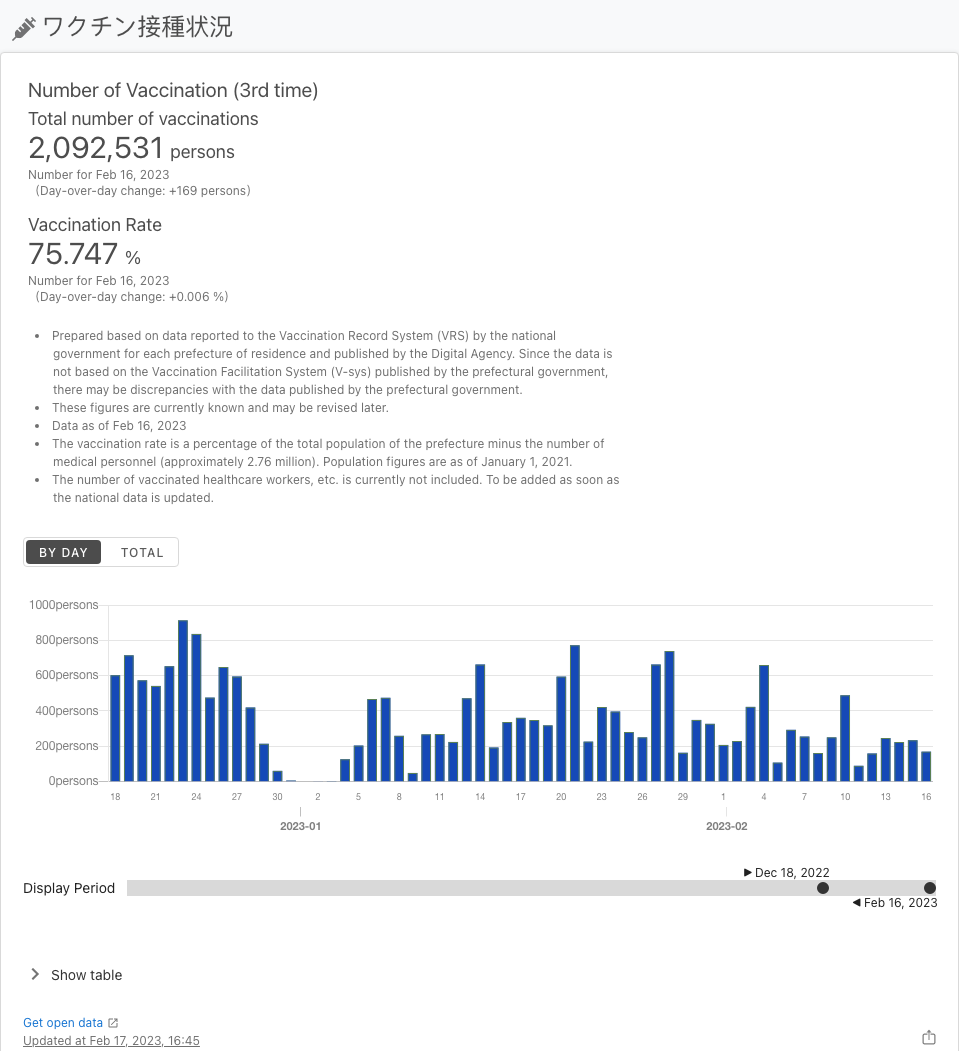 ワクチン接種状況
Number of Vaccination (3rd time)
Total number of vaccinations
2,092,531 persons
Number for Feb 16, 2023
(Day-over-day change: +169 persons)
Vaccination Rate
75.747 %
Number for Feb 16, 2023
(Day-over-day change: +0.006 %)
• Prepared based on data reported to the Vaccination Record System (VRS) by the national
government for each prefecture of residence and published by the Digital Agency. Since the data is
not based on the Vaccination Facilitation System (V-sys) published by the prefectural government,
there may be discrepancies with the data published by the prefectural government.
• These figures are currently known and may be revised later.
• Data as of Feb 16, 2023
• The vaccination rate is a percentage of the total population of the prefecture minus the number of
medical personnel (approximately 2.76 million). Population figures are as of January 1, 2021.
• The number of vaccinated healthcare workers, etc. is currently not included. To be added as soon as
the national data is updated.
BY DAY TOTAL
1000persons
800persons
600persons
400persons
200persons
0persons
18 21 24 27 30 2 5 8 11 14 17 20 23 26 29 1 4 7 10 13 16
2023-01 2023-02
Dec 18, 2022
Display Period
Feb 16, 2023
Show table
Get open data
Updated at Feb 17, 2023, 16:45